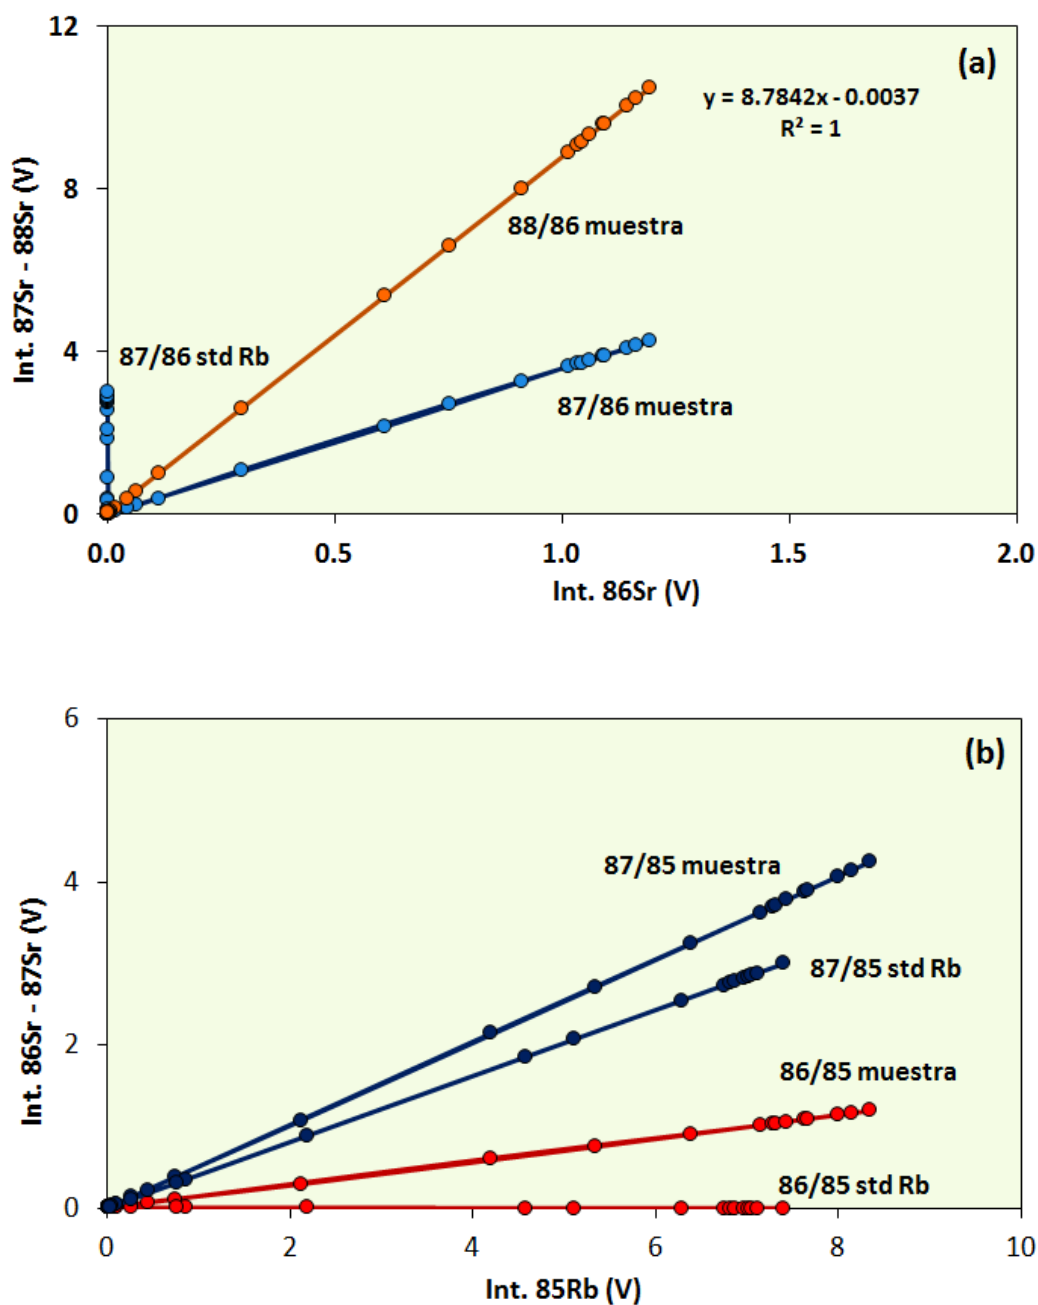 12
(a)
y = 8.7842x - 0.0037
R² = 1
Int. 87Sr - 88Sr (V)
8
88/86 muestra
4
87/86 std Rb
87/86 muestra
0
0.0 0.5 1.0 1.5 2.0
Int. 86Sr (V)
6
(b)
Int. 86Sr - 87Sr (V)
87/85 muestra
4
87/85 std Rb
2
86/85 muestra
86/85 std Rb
0
0 2 4 6 8 10
Int. 85Rb (V)